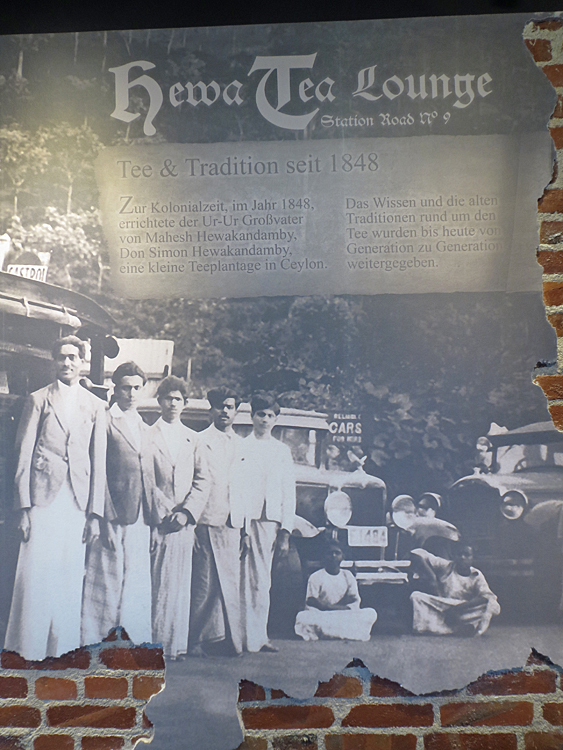 Hewa Tea Lounge
Station Road Nº 9
Tee & Tradition seit 1848
Zur Kolonialzeit, im Jahr 1848,
errichtete der Ur-Ur Großvater
von Mahesh Hewakandamby,
Don Simon Hewakandamby,
eine kleine Teeplantage in Ceylon.
Das Wissen und die alten
Traditionen rund um den
Tee wurden bis heute von
Generation zu Generation
weitergegeben.
CASTROL
RELIABLE
CARS
FOR HIRE